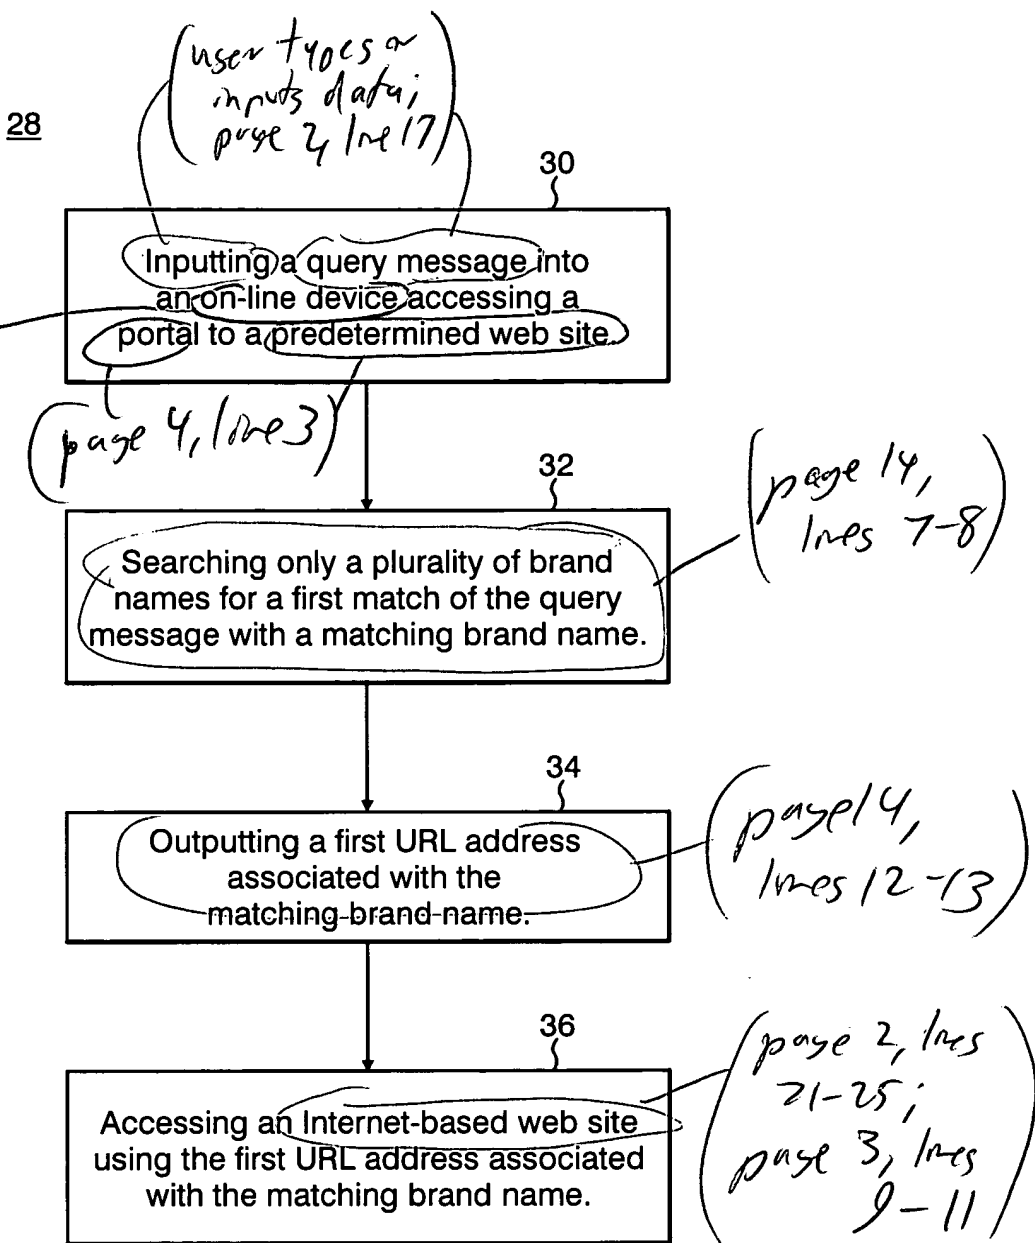 (user types or
inputs data;
page 2, line 17)
28
30
Inputting a query message into
an on-line device accessing a
portal to a predetermined web site.
(page 4, line 3)
32
Searching only a plurality of brand
names for a first match of the query
message with a matching brand name.
(page 14,
lines 7-8)
34
Outputting a first URL address
associated with the
matching brand name.
(page 14,
lines 12-13)
36
Accessing an Internet-based web site
using the first URL address associated
with the matching brand name.
(page 2, lines
21-25;
page 3, lines
9-11